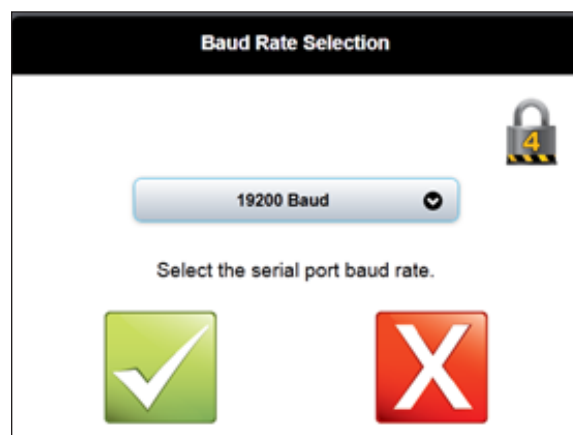 Baud Rate Selection
4
19200 Baud
Select the serial port baud rate.
X